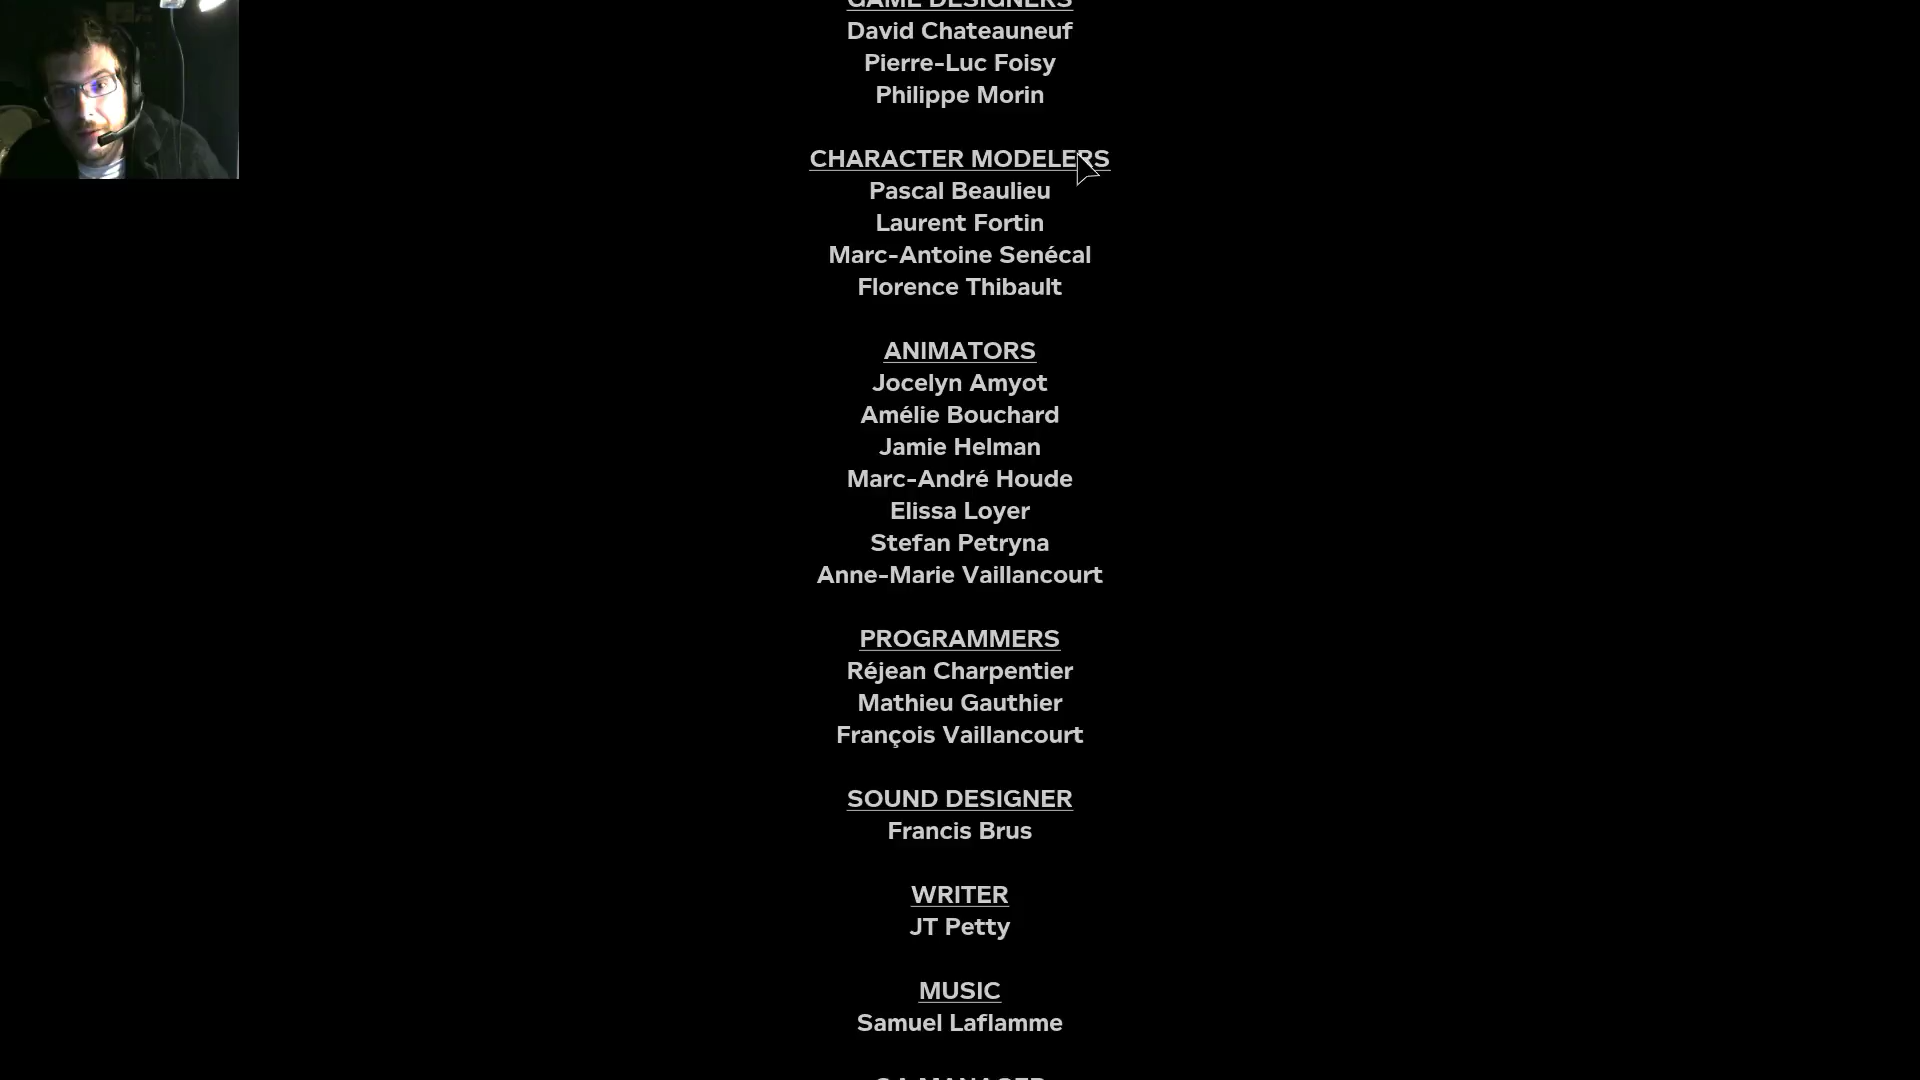 GAME DESIGNERS
David Chateauneuf
Pierre-Luc Foisy
Philippe Morin
CHARACTER MODELERS
Pascal Beaulieu
Laurent Fortin
Marc-Antoine Senécal
Florence Thibault
ANIMATORS
Jocelyn Amyot
Amélie Bouchard
Jamie Helman
Marc-André Houde
Elissa Loyer
Stefan Petryna
Anne-Marie Vaillancourt
PROGRAMMERS
Réjean Charpentier
Mathieu Gauthier
François Vaillancourt
SOUND DESIGNER
Francis Brus
WRITER
JT Petty
MUSIC
Samuel Laflamme